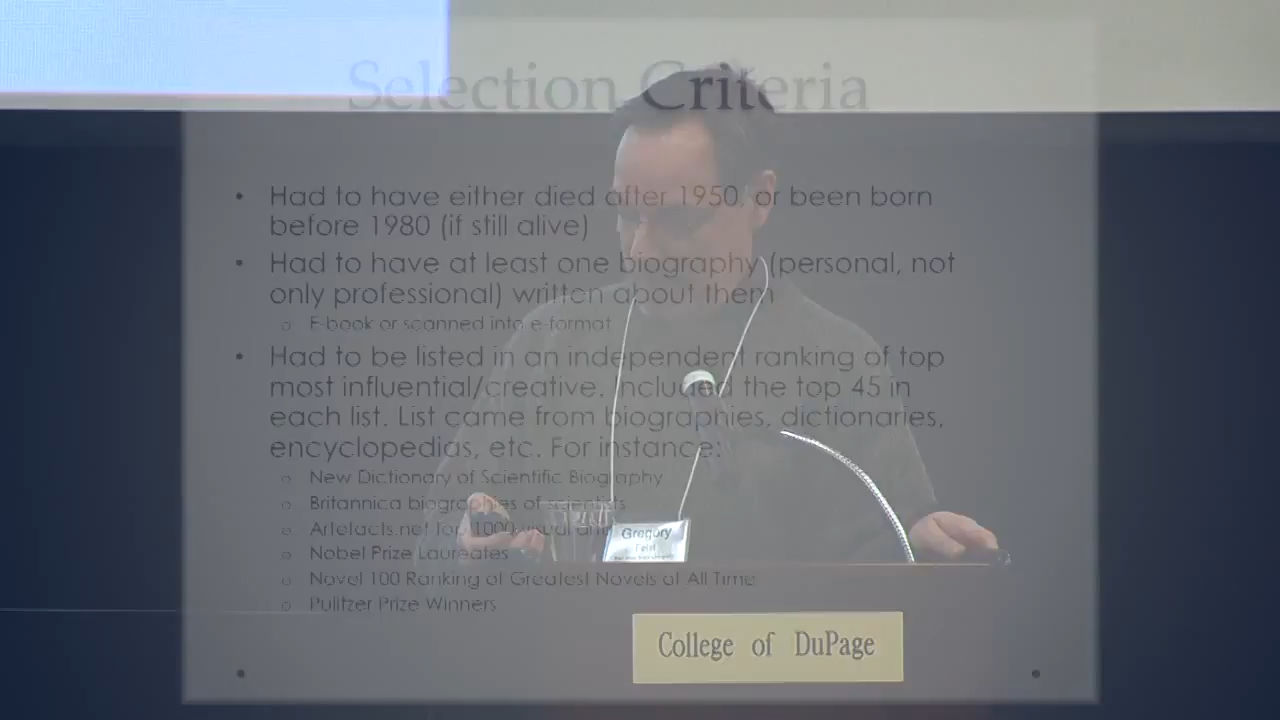 Selection Criteria
• Had to have either died after 1950, or been born
before 1980 (if still alive)
• Had to have at least one biography (personal, not
only professional) written about them
o E-book or scanned into e-format
• Had to be listed in an independent ranking of top
most influential/creative. Included the top 45 in
each list. List came from biographies, dictionaries,
encyclopedias, etc. For instance:
o New Dictionary of Scientific Biography
o Britannica biographies of scientists
o Artefacts.net for 1000 visual
o Nobel Prize Laureates
o Novel 100 Ranking of Greatest Novels of All Time
o Pulitzer Prize Winners
Gregory
Feist
College of DuPage